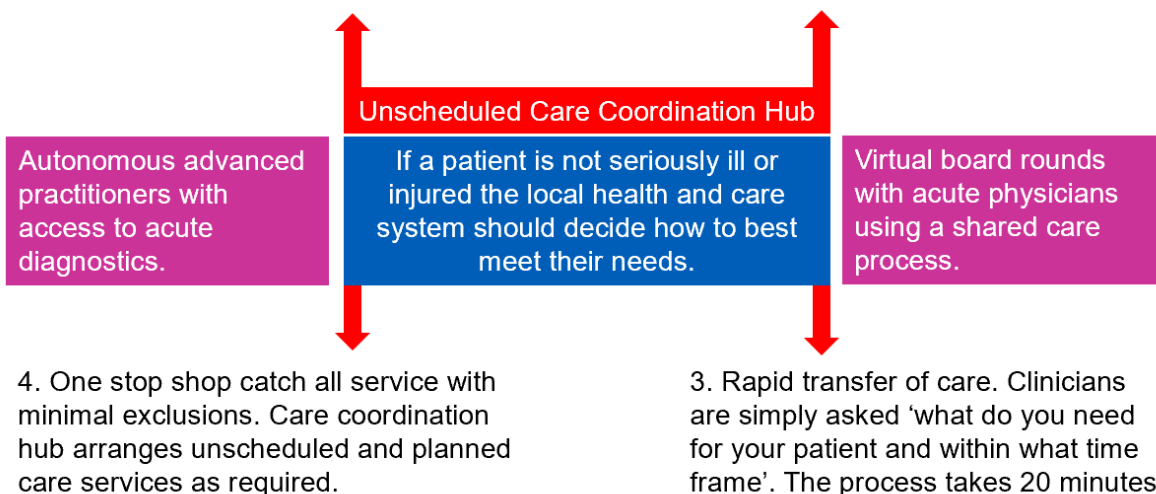 Unscheduled Care Coordination Hub
Autonomous advanced
practitioners with
access to acute
diagnostics.
If a patient is not seriously ill or
injured the local health and care
system should decide how to best
meet their needs.
Virtual board rounds
with acute physicians
using a shared care
process.
4. One stop shop catch all service with
minimal exclusions. Care coordination
hub arranges unscheduled and planned
care services as required.
3. Rapid transfer of care. Clinicians
are simply asked ‘what do you need
for your patient and within what time
frame’. The process takes 20 minutes